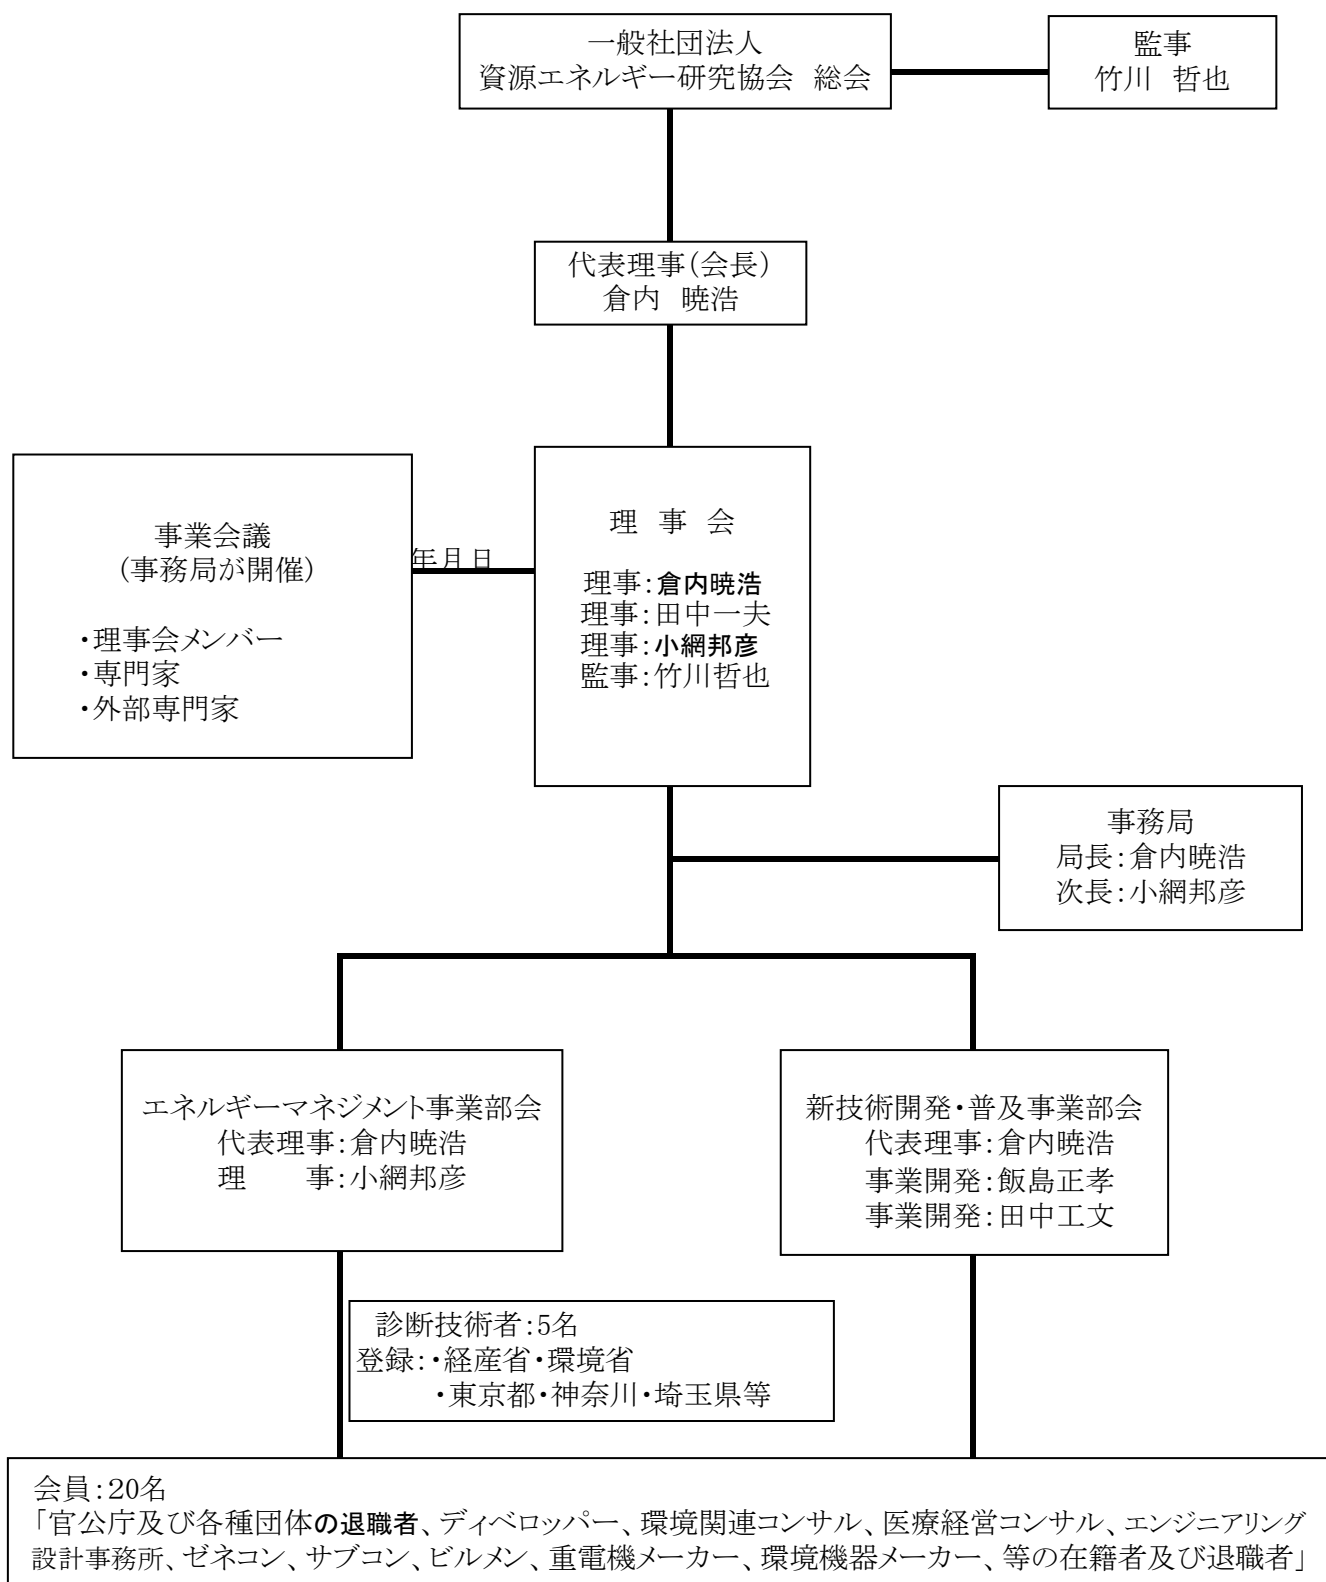 一般社団法人
資源エネルギー研究協会　総会
監事
竹川　哲也
代表理事（会長）
倉内　暁浩
事業会議
（事務局が開催）
・理事会メンバー
・専門家
・外部専門家
年月日
理　事　会
理事：倉内暁浩
理事：田中一夫
理事：小網邦彦
監事：竹川哲也
事務局
局長：倉内暁浩
次長：小網邦彦
エネルギーマネジメント事業部会
代表理事：倉内暁浩
理　　事：小網邦彦
新技術開発・普及事業部会
代表理事：倉内暁浩
事業開発：飯島正孝
事業開発：田中工文
診断技術者：5名
登録：・経産省・環境省
・東京都・神奈川・埼玉県等
会員：20名
「官公庁及び各種団体の退職者、ディベロッパー、環境関連コンサル、医療経営コンサル、エンジニアリング
設計事務所、ゼネコン、サブコン、ビルメン、重電機メーカー、環境機器メーカー、等の在籍者及び退職者」